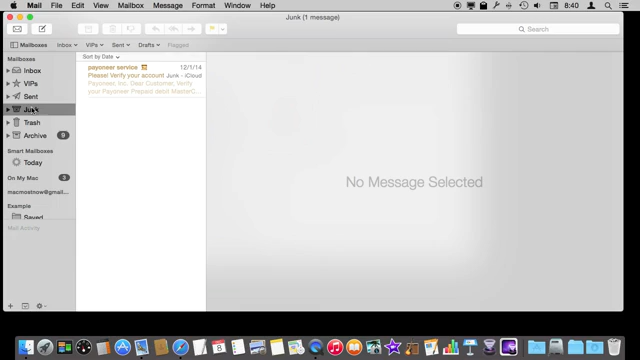 Mail File Edit View Mailbox Message Format Window Help 8:40
Junk (1 message)
Search
Mailboxes Inbox VIPs Sent Drafts Flagged
Mailboxes
Inbox
VIPs
Sent
Junk
Trash
Archive 9
Smart Mailboxes
Today
On My Mac 3
macmostnow@gmail...
Example
Saved
Mail Activity
Sort by Date
payoneer service 12/1/14
Please! Verify your account Junk - iCloud
Payoneer, Inc. Dear Customer, Verify
your Payoneer Prepaid debit MasterC...
No Message Selected
8